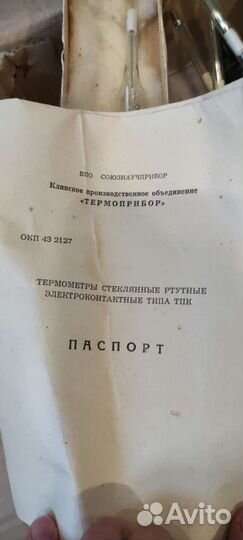 ВПО СОЮЗНАУЧПРИБОР
Клинское производственное объединение
«ТЕРМОПРИБОР»
ОКП 43 2127
ТЕРМОМЕТРЫ СТЕКЛЯННЫЕ РТУТНЫЕ
ЭЛЕКТРОКОНТАКТНЫЕ ТИПА ТПК
ПАСПОРТ
Avito